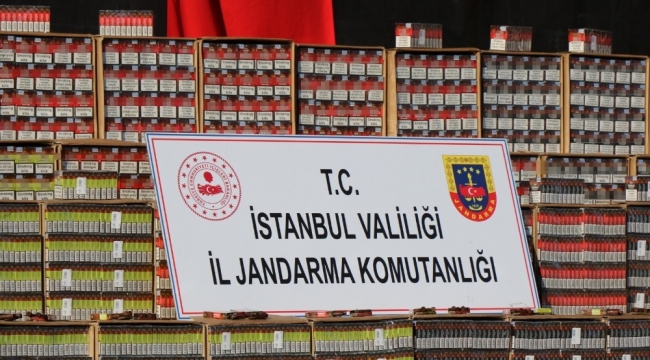 T.C.
İSTANBUL VALİLİĞİ
İL JANDARMA KOMUTANLIĞI
JANDARMA